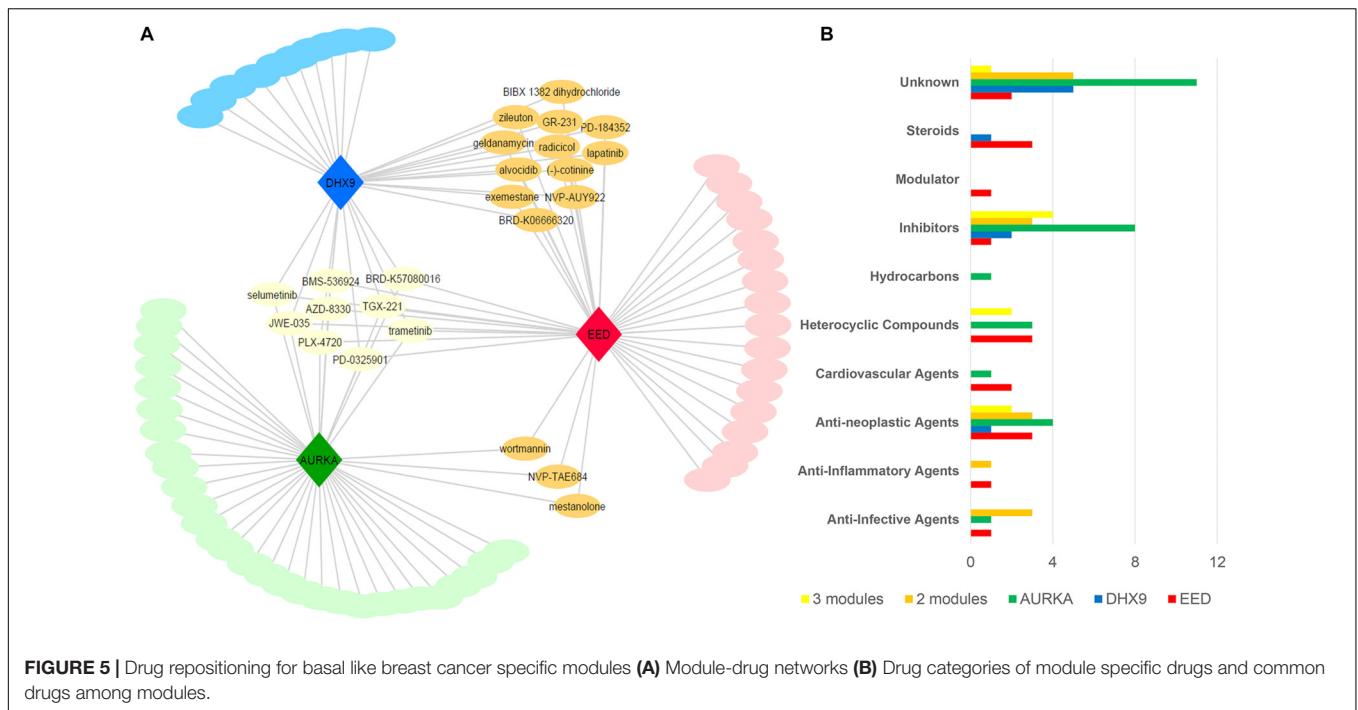 A
BIBX 1382 dihydrochloride
zileuton
GR-231
PD-184352
geldanamycin
radicicol
lapatinib
DHX9
alvocidib
(-)-cotinine
exemestane
NVP-AUY922
BRD-K06666320
BMS-536924
BRD-K57080016
selumetinib
AZD-8330
TGX-221
JWE-035
trametinib
PLX-4720
PD-0325901
EED
AURKA
wortmannin
NVP-TAE684
mestanolone
B
Unknown
Steroids
Modulator
Inhibitors
Hydrocarbons
Heterocyclic Compounds
Cardiovascular Agents
Anti-neoplastic Agents
Anti-Inflammatory Agents
Anti-Infective Agents
0 4 8 12
3 modules 2 modules AURKA DHX9 EED
FIGURE 5 | Drug repositioning for basal like breast cancer specific modules (A) Module-drug networks (B) Drug categories of module specific drugs and common
drugs among modules.